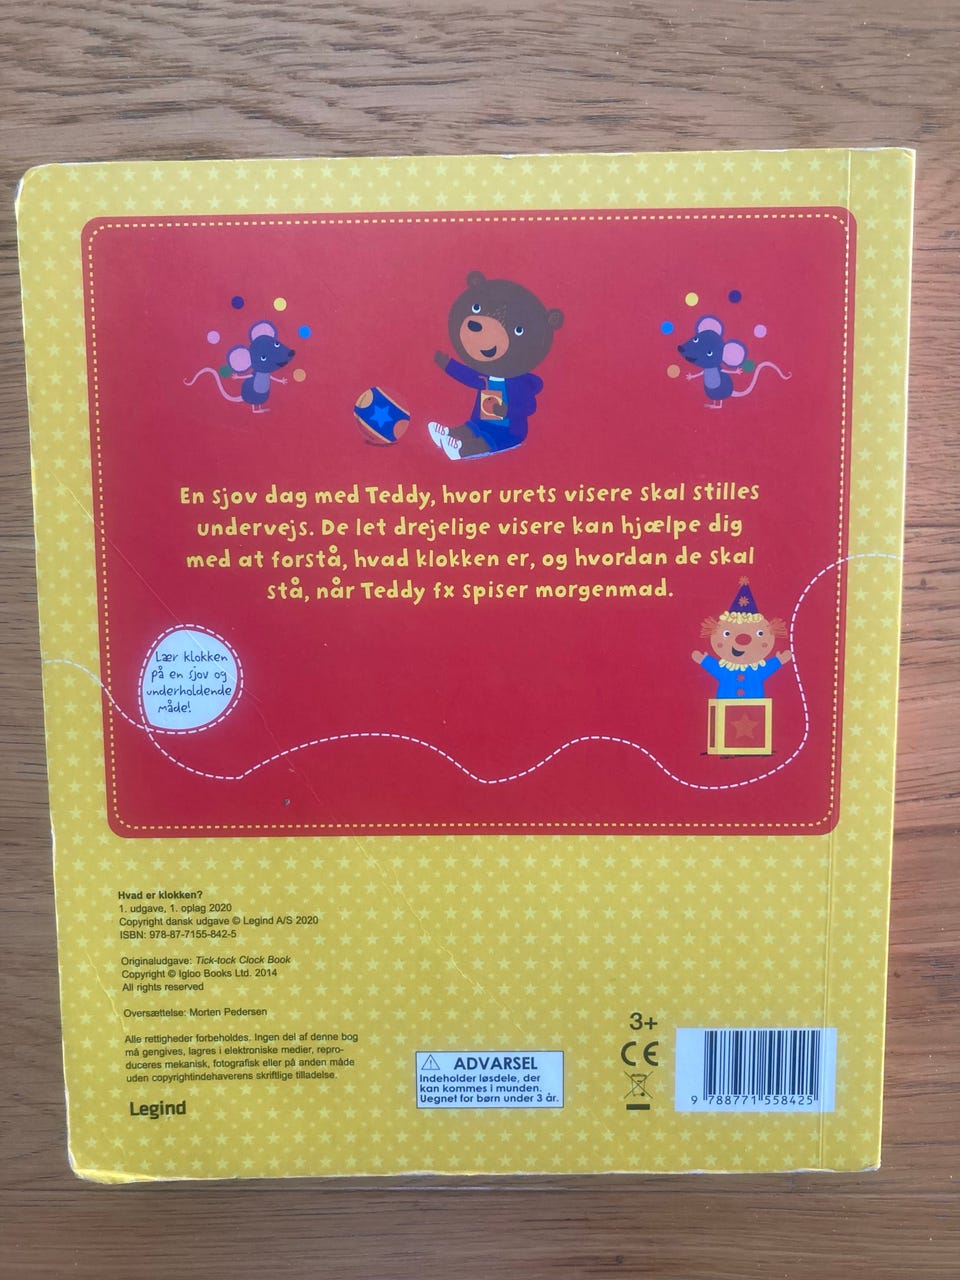 En sjov dag med Teddy, hvor urets visere skal stilles
undervejs. De let drejelige visere kan hjælpe dig
med at forstå, hvad klokken er, og hvordan de skal
stå, når Teddy fx spiser morgenmad.
Lær klokken
på en sjov og
underholdende
måde!
Hvad er klokken?
1. udgave, 1. oplag 2020
Copyright dansk udgave © Legind A/S 2020
ISBN: 978-87-7155-842-5
Originaludgave: Tick-tock Clock Book
Copyright © Igloo Books Ltd. 2014
All rights reserved
Oversættelse: Morten Pedersen
Alle rettigheder forbeholdes. Ingen del af denne bog
må gengives, lagres i elektroniske medier, repro-
duceres mekanisk, fotografisk eller på anden måde
uden copyrightindehaverens skriftlige tilladelse.
Legind
ADVARSEL
Indeholder løsdele, der
kan kommes i munden.
Uegnet for børn under 3 år.
3+
CE
9 788771 558425